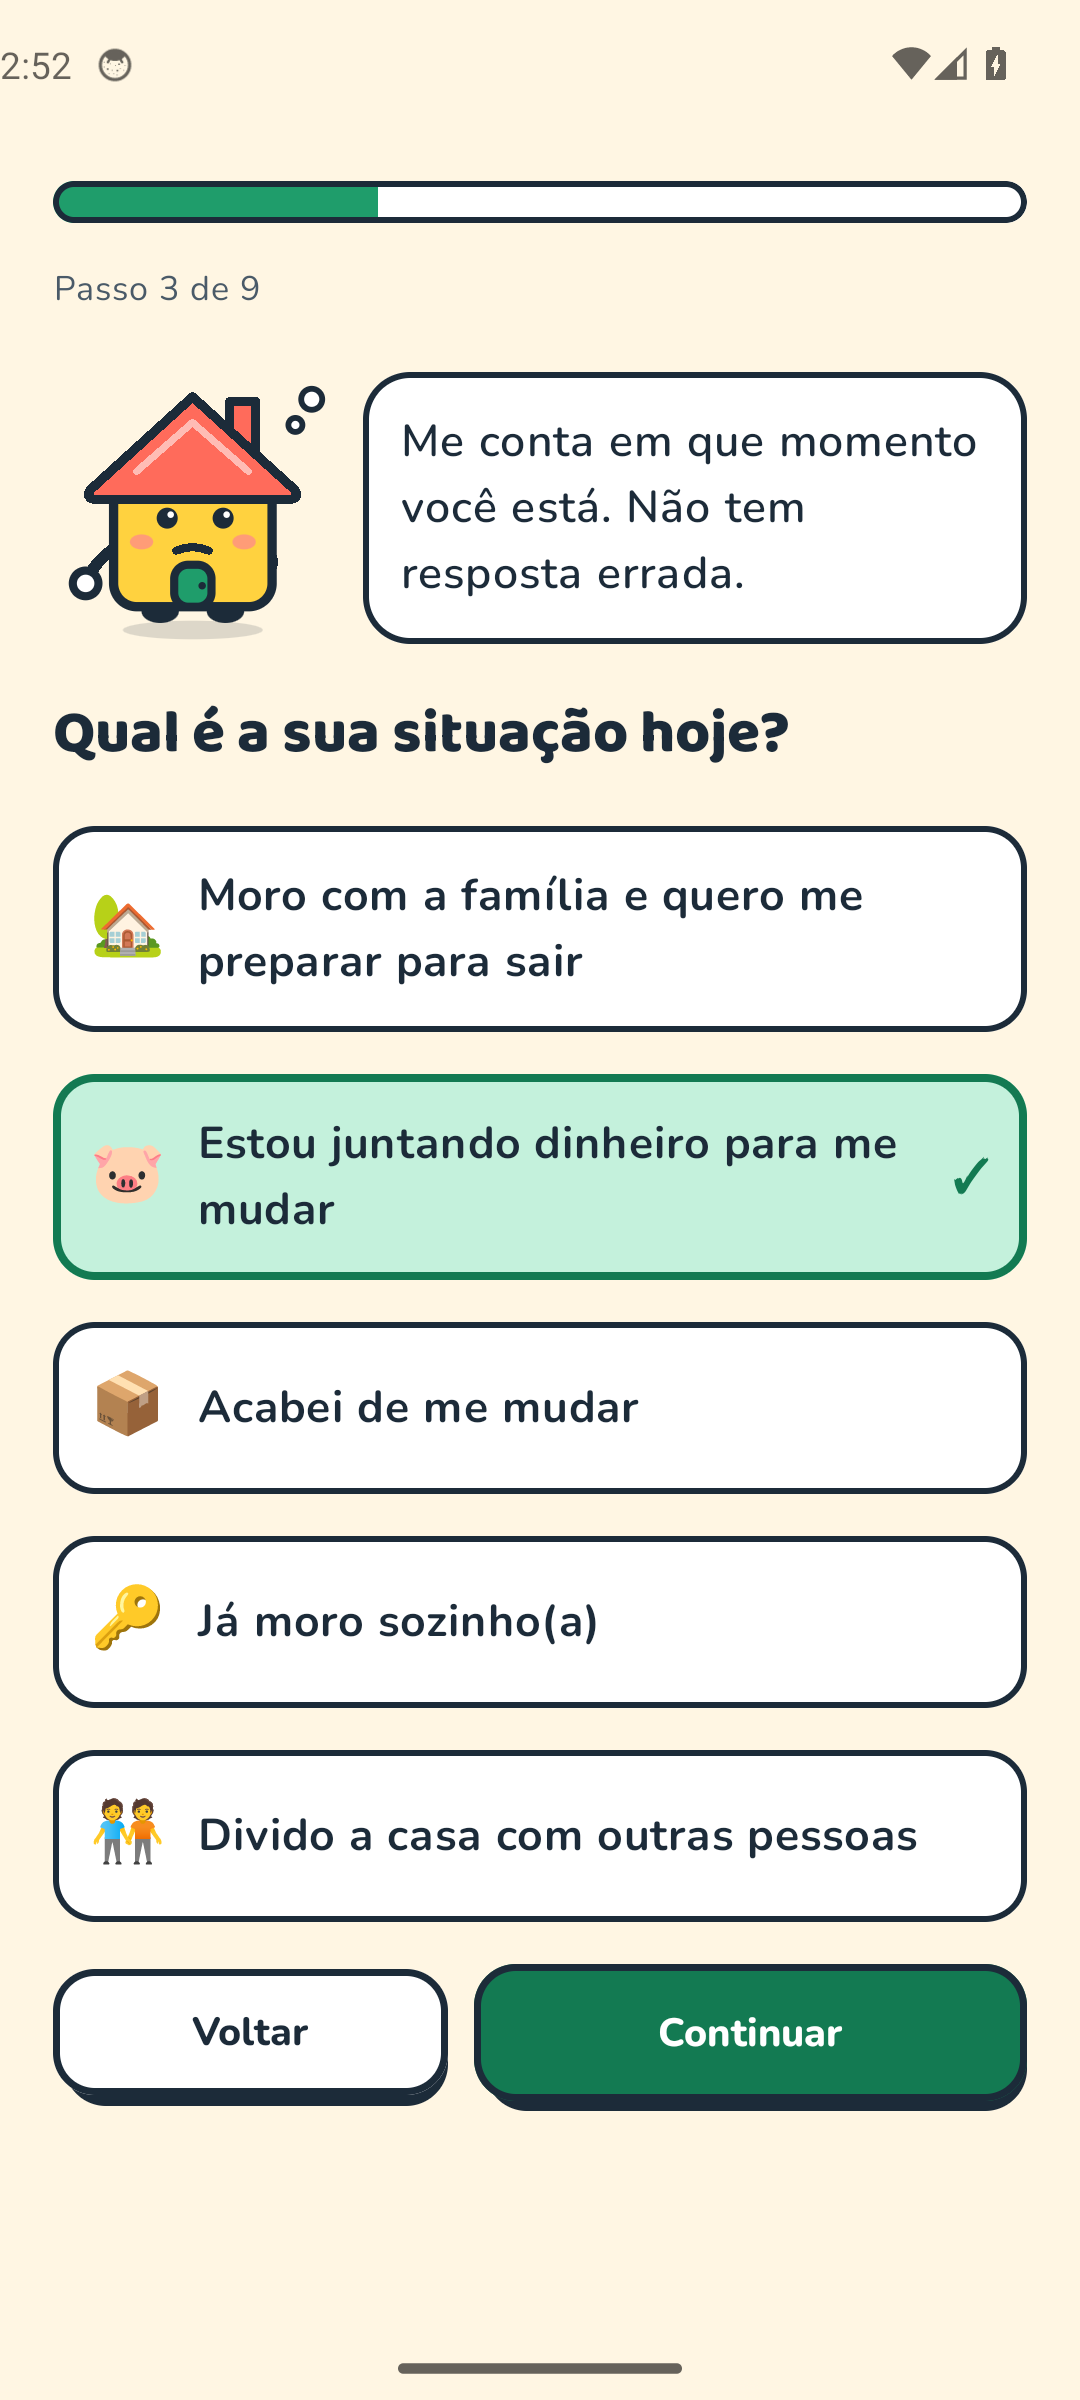 2:52
Passo 3 de 9
Me conta em que momento
você está. Não tem
resposta errada.
Qual é a sua situação hoje?
Moro com a família e quero me
preparar para sair
Estou juntando dinheiro para me
mudar
✓
Acabei de me mudar
Já moro sozinho(a)
Divido a casa com outras pessoas
Voltar
Continuar